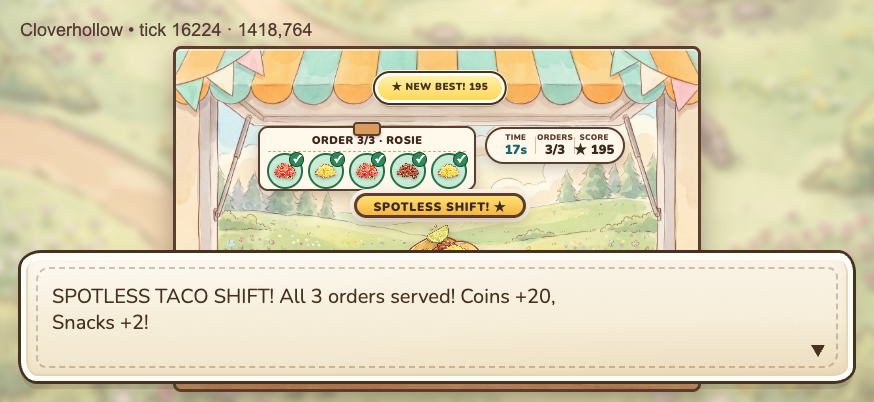 Cloverhollow • tick 16224 · 1418,764
★ NEW BEST! 195
ORDER 3/3 · ROSIE
TIME ORDERS SCORE
17s 3/3 ★ 195
SPOTLESS SHIFT! ★
SPOTLESS TACO SHIFT! All 3 orders served! Coins +20,
Snacks +2!